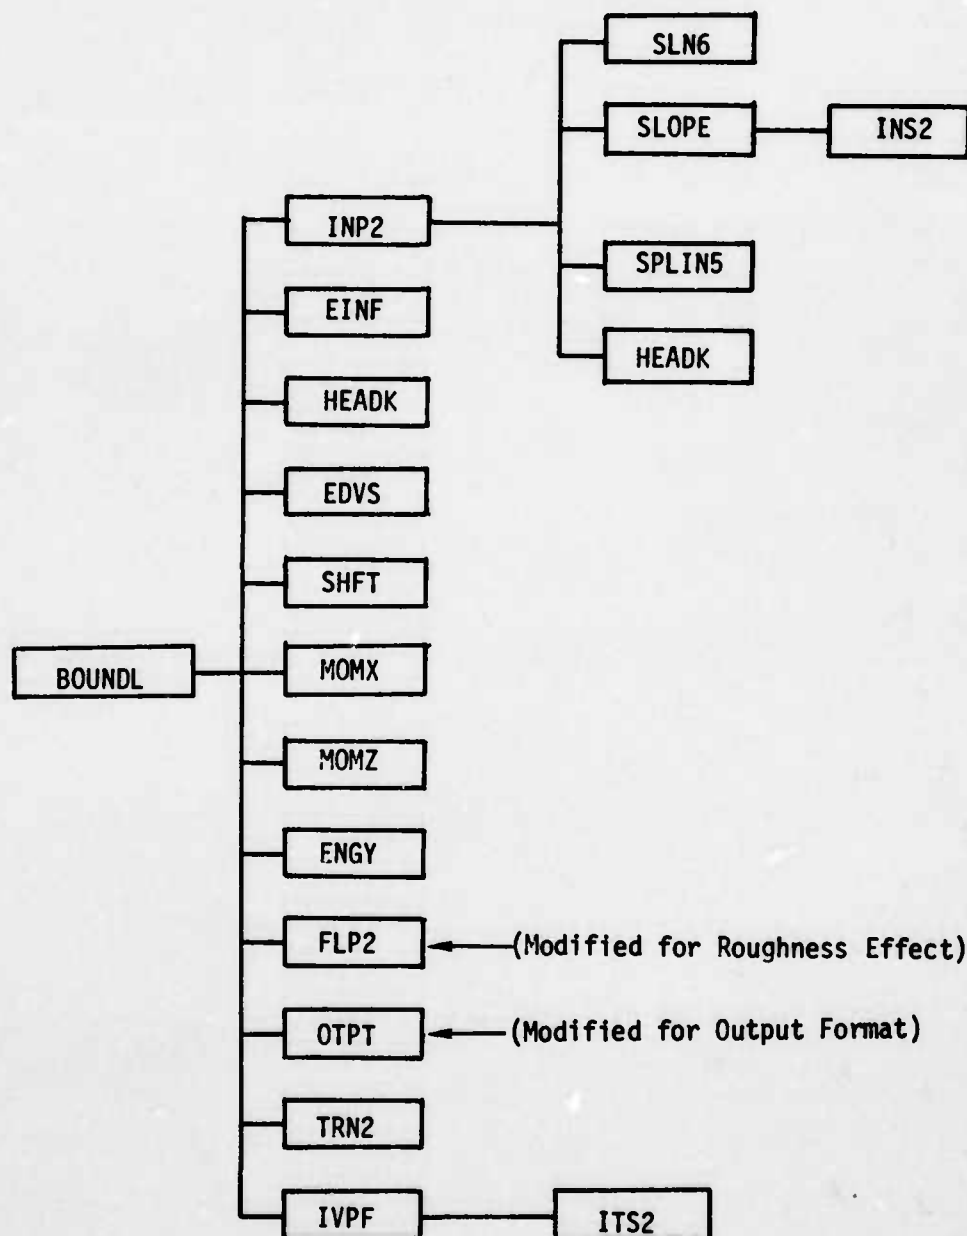 SLN6
SLOPE
INS2
INP2
SPLIN5
EINF
HEADK
HEADK
EDVS
SHFT
BOUNDL
MOMX
MOMZ
ENGY
FLP2
(Modified for Roughness Effect)
OTPT
(Modified for Output Format)
TRN2
IVPF
ITS2